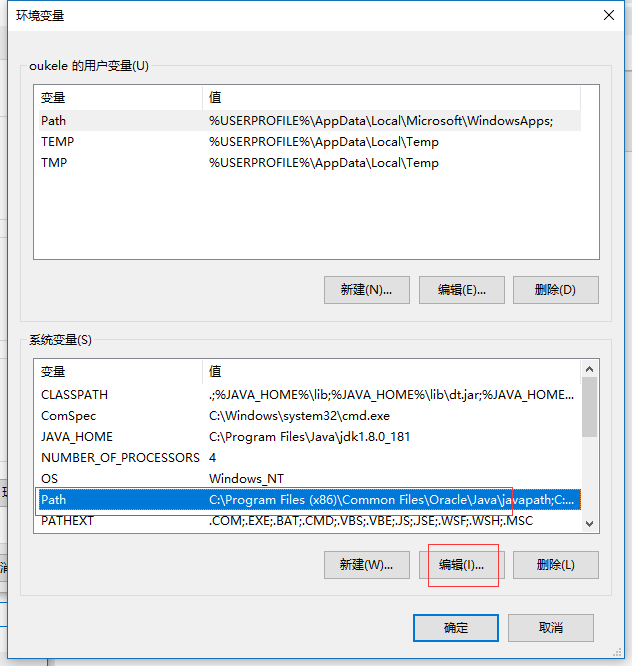 环境变量
oukele 的用户变量(U)
变量 值
Path %USERPROFILE%\AppData\Local\Microsoft\WindowsApps;
TEMP %USERPROFILE%\AppData\Local\Temp
TMP %USERPROFILE%\AppData\Local\Temp
新建(N)... 编辑(E)... 删除(D)
系统变量(S)
变量 值
CLASSPATH .;%JAVA_HOME%\lib;%JAVA_HOME%\lib\dt.jar;%JAVA_HOME...
ComSpec C:\Windows\system32\cmd.exe
JAVA_HOME C:\Program Files\Java\jdk1.8.0_181
NUMBER_OF_PROCESSORS 4
OS Windows_NT
Path C:\Program Files (x86)\Common Files\Oracle\Java\javapath;C:...
PATHEXT .COM;.EXE;.BAT;.CMD;.VBS;.VBE;.JS;.JSE;.WSF;.WSH;.MSC
新建(W)... 编辑(I)... 删除(L)
确定 取消